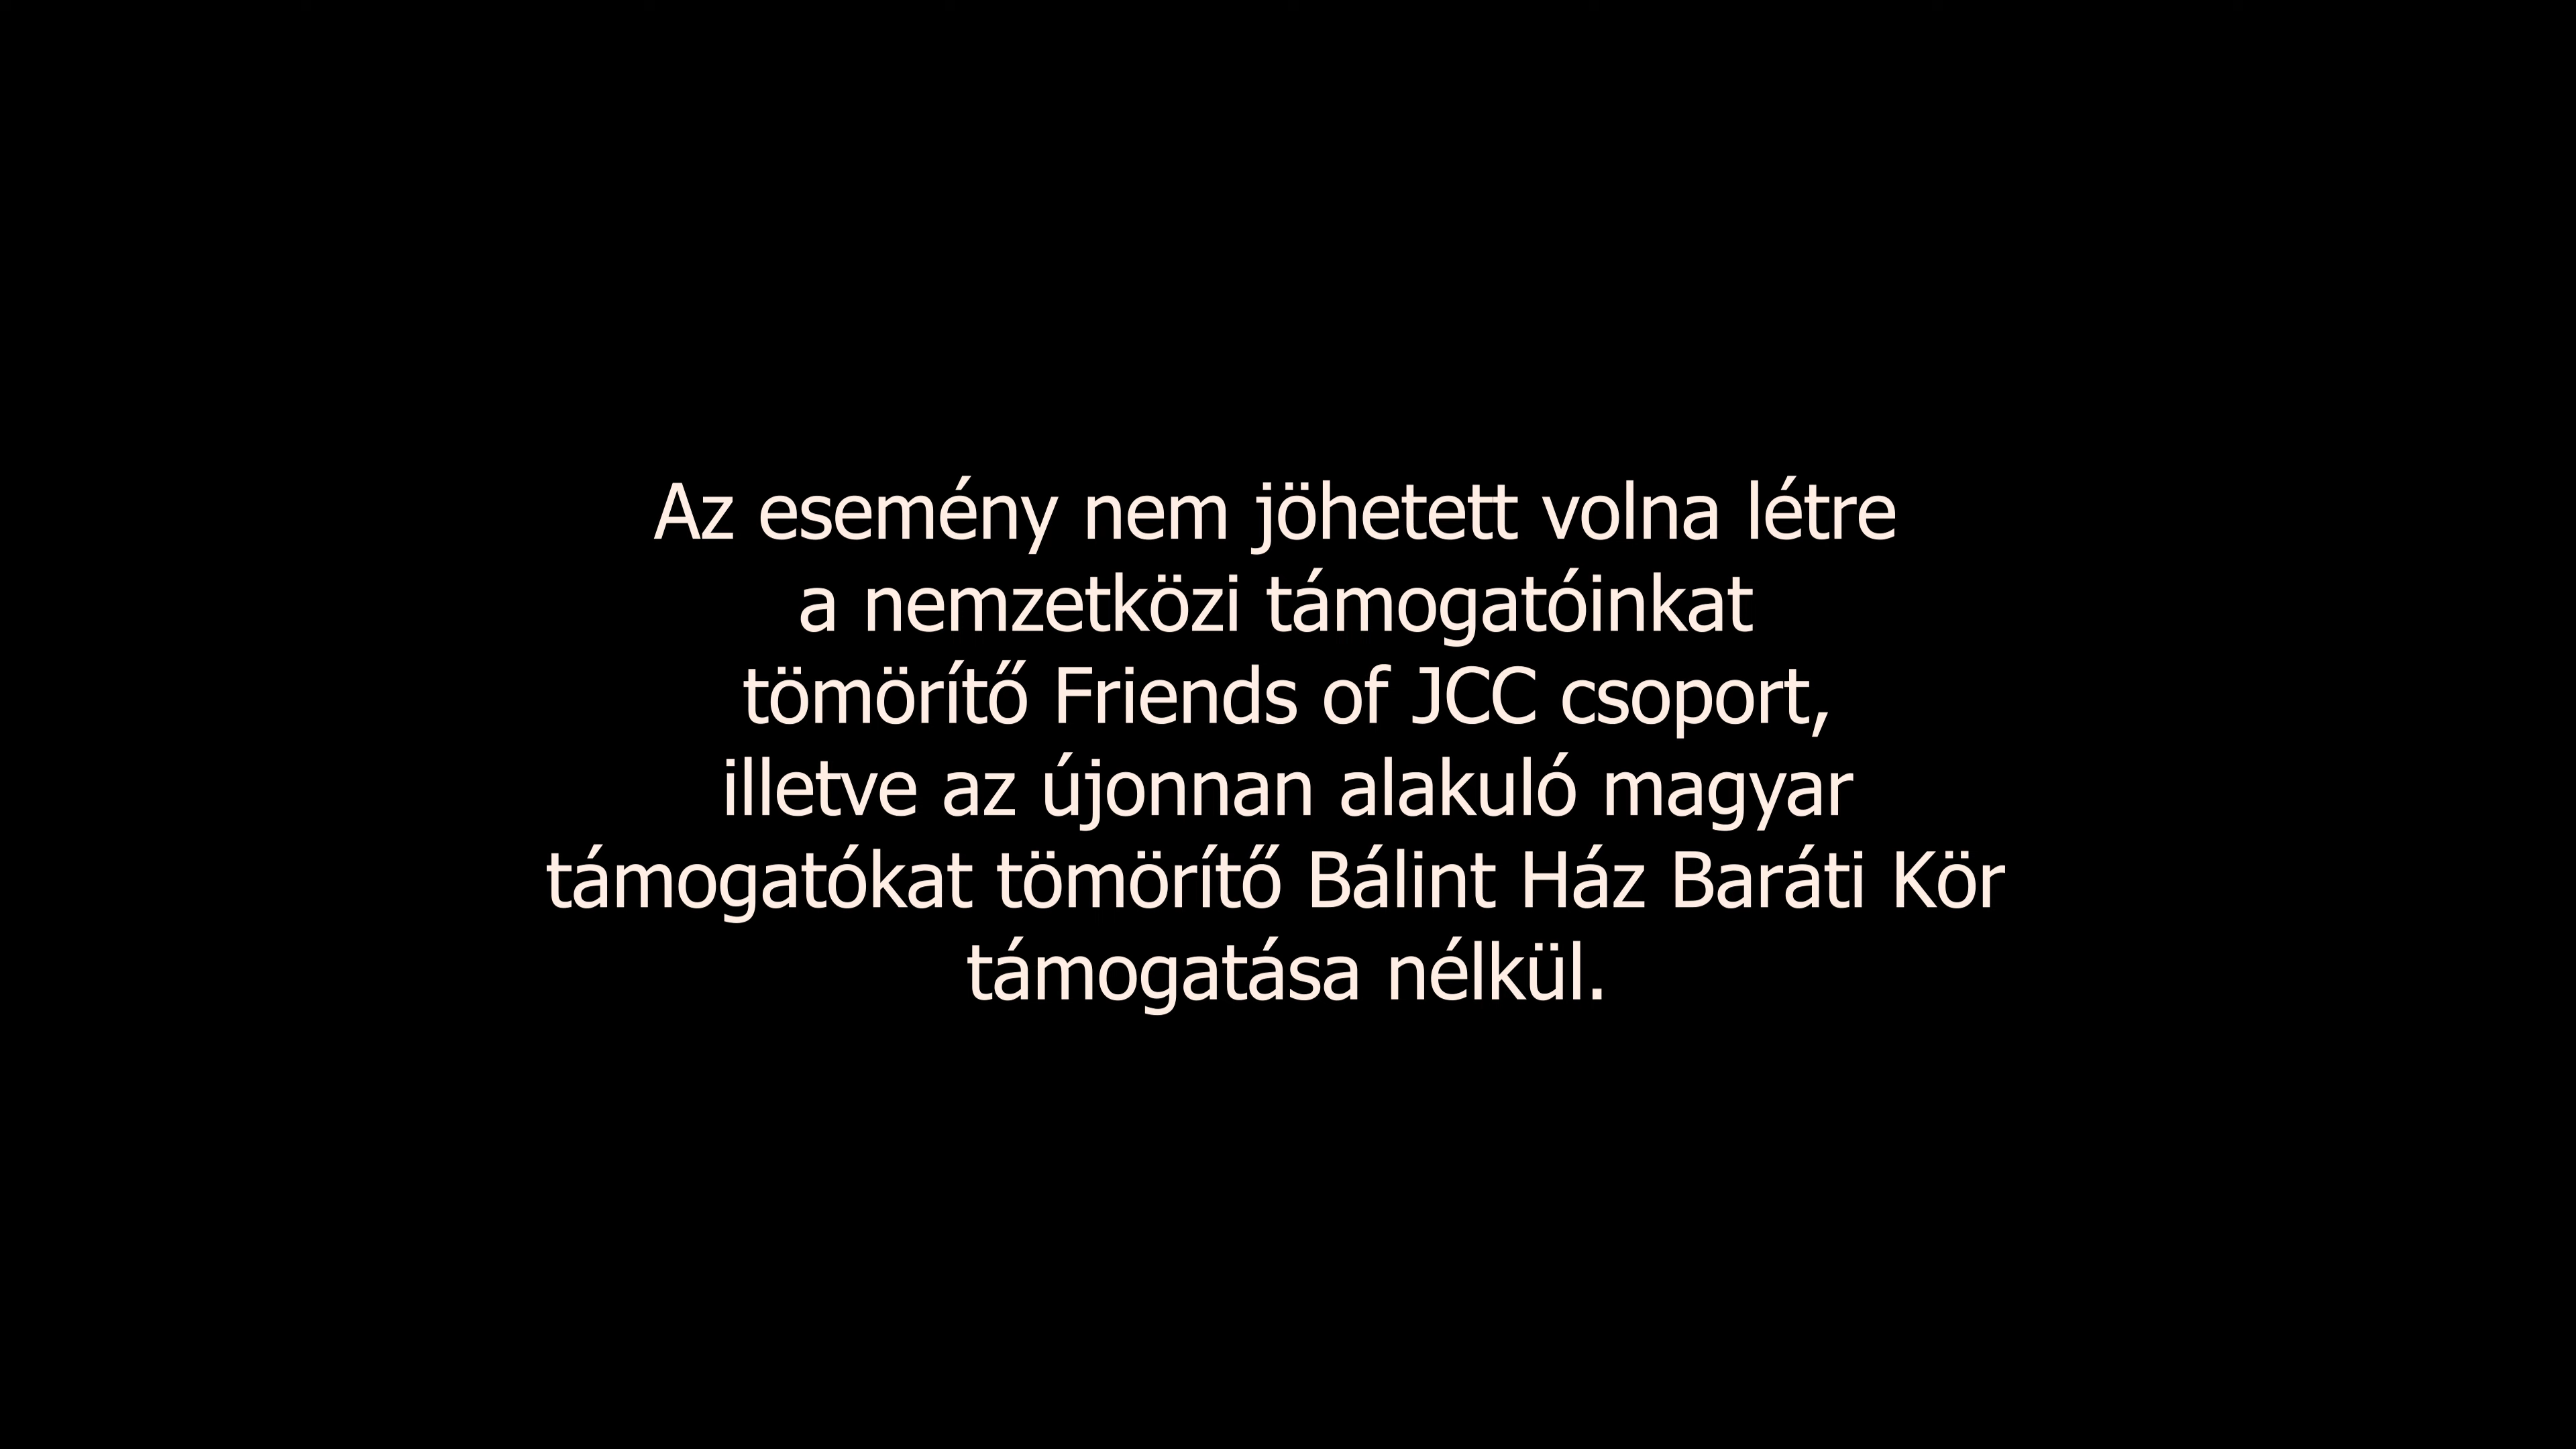 Az esemény nem jöhetett volna létre
a nemzetközi támogatóinkat
tömörítő Friends of JCC csoport,
illetve az újonnan alakuló magyar
támogatókat tömörítő Bálint Ház Baráti Kör
támogatása nélkül.